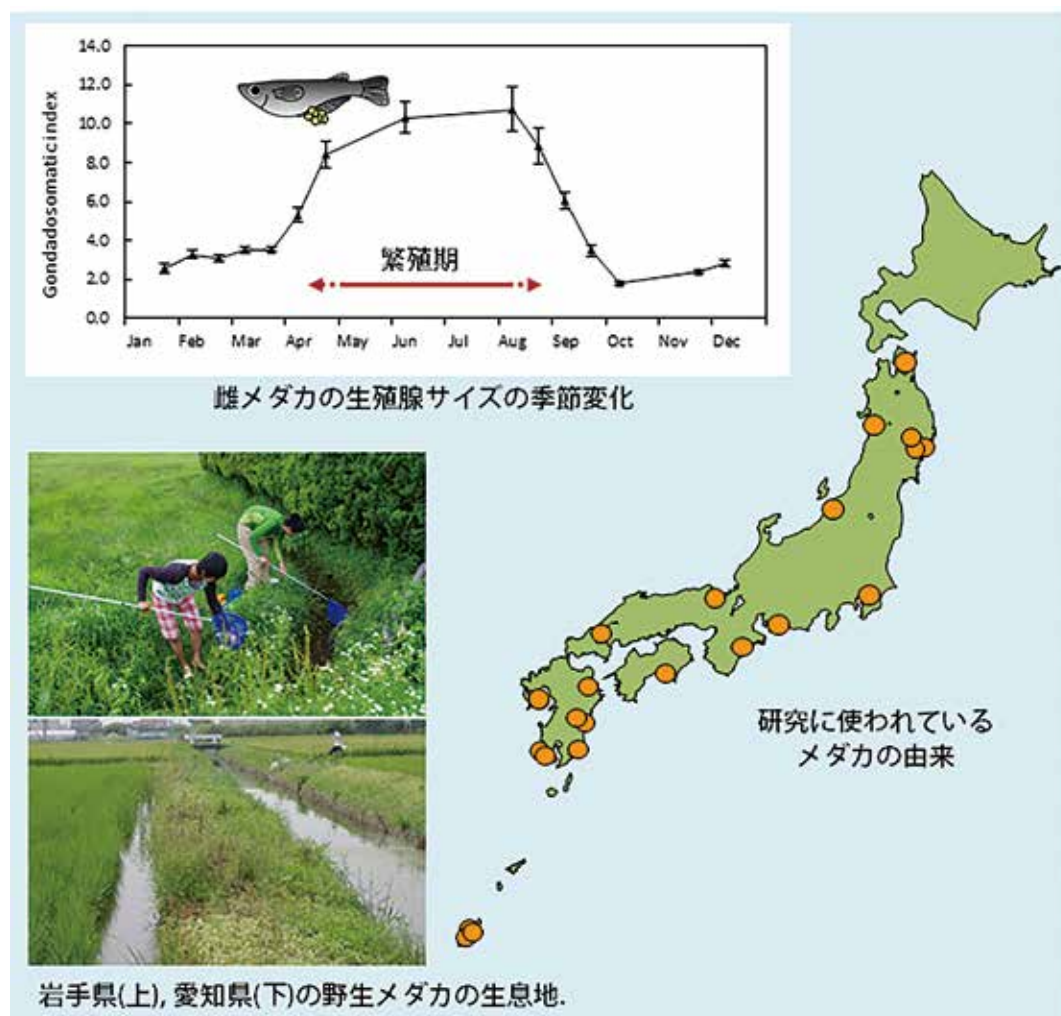 14.0
12.0
10.0
8.0
6.0
4.0
2.0
0.0
Gondadosomatic index
繁殖期
Jan Feb Mar Apr May Jun Jul Aug Sep Oct Nov Dec
雌メダカの生殖腺サイズの季節変化
研究に使われている
メダカの由来
岩手県(上), 愛知県(下)の野生メダカの生息地.